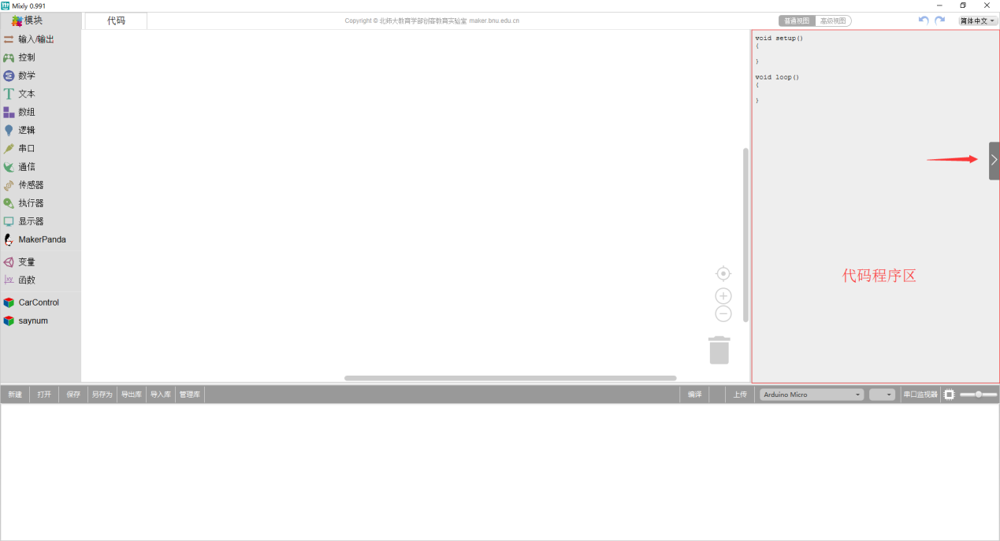 Mixly 0.991
模块
代码
Copyright © 北师大教育学部创客教育实验室 maker.bnu.edu.cn
普通视图
高级视图
简体中文
输入/输出
控制
数学
文本
数组
逻辑
串口
通信
传感器
执行器
显示器
MakerPanda
变量
函数
CarControl
saynum
void setup()
{
}
void loop()
{
}
代码程序区
新建
打开
保存
另存为
导出库
导入库
管理库
编译
上传
Arduino Micro
串口监视器